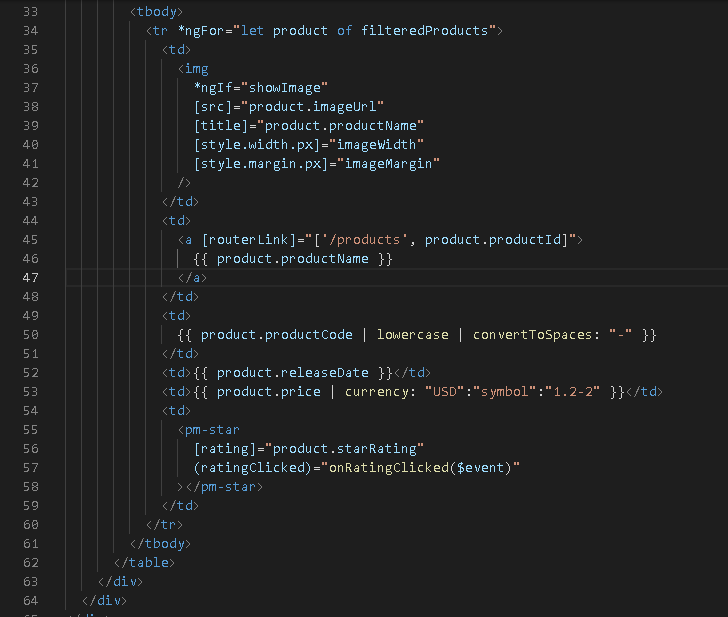 33 <tbody>
34 <tr *ngFor="let product of filteredProducts">
35 <td>
36 <img
37 *ngIf="showImage"
38 [src]="product.imageUrl"
39 [title]="product.productName"
40 [style.width.px]="imageWidth"
41 [style.margin.px]="imageMargin"
42 />
43 </td>
44 <td>
45 <a [routerLink]="['/products', product.productId]">
46 {{ product.productName }}
47 </a>
48 </td>
49 <td>
50 {{ product.productCode | lowercase | convertToSpaces: "-" }}
51 </td>
52 <td>{{ product.releaseDate }}</td>
53 <td>{{ product.price | currency: "USD":"symbol":"1.2-2" }}</td>
54 <td>
55 <pm-star
56 [rating]="product.starRating"
57 (ratingClicked)="onRatingClicked($event)"
58 ></pm-star>
59 </td>
60 </tr>
61 </tbody>
62 </table>
63 </div>
64 </div>